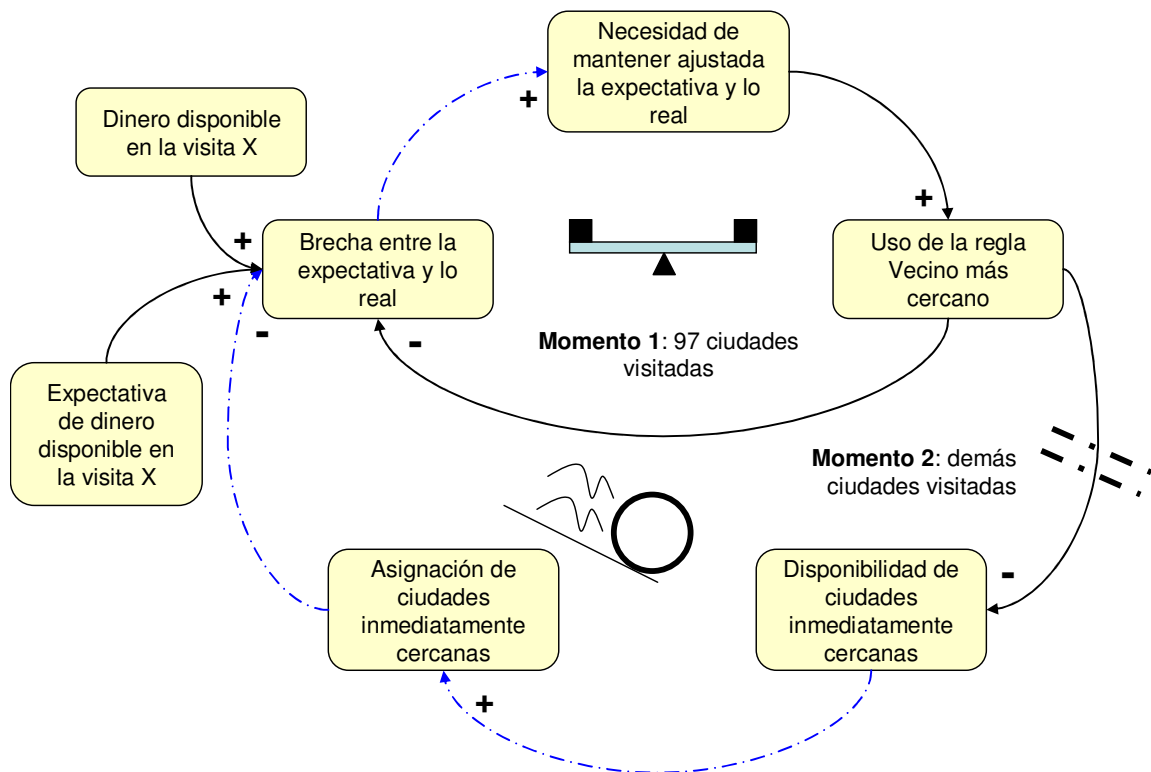 Necesidad de
mantener ajustada
la expectativa y lo
real
+
Dinero disponible
en la visita X
+
+
Brecha entre la
expectativa y lo
real
Uso de la regla
Vecino más
cercano
+
-
-
Momento 1: 97 ciudades
visitadas
Expectativa
de dinero
disponible en
la visita X
Momento 2: demás
ciudades visitadas
Asignación de
ciudades
inmediatamente
cercanas
Disponibilidad de
ciudades
inmediatamente
cercanas
-
+